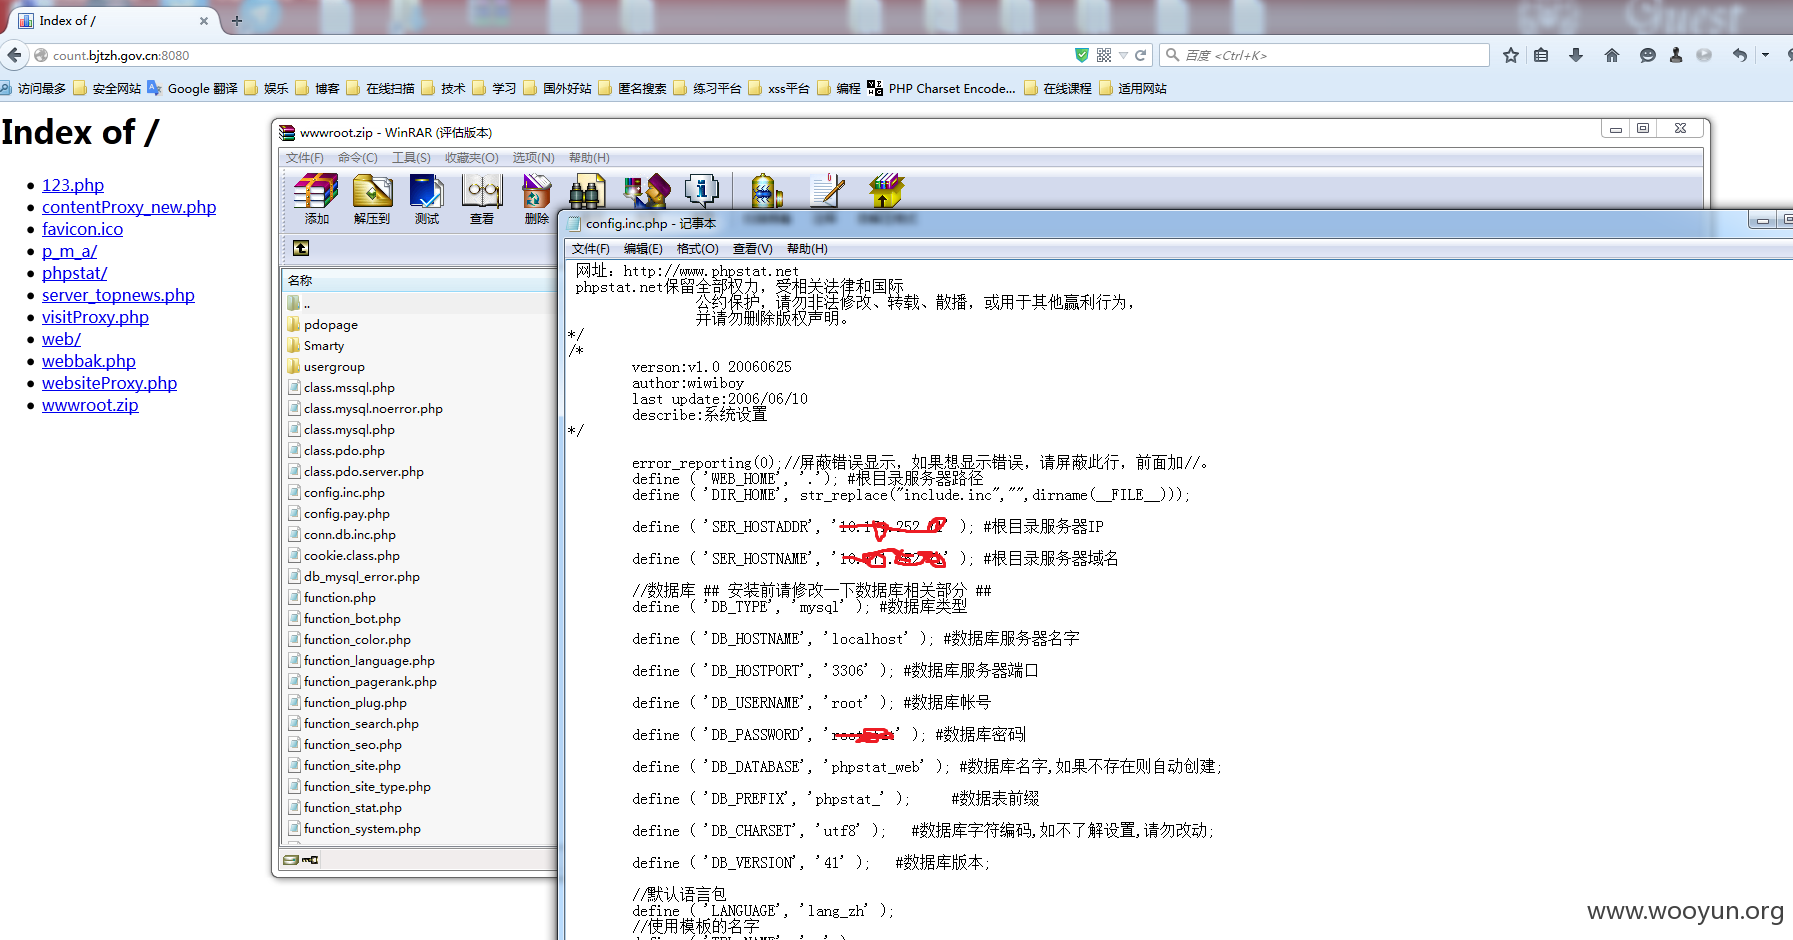 Guest
Index of /
count.bjtzh.gov.cn:8080
百度 <Ctrl+K>
访问最多 安全网站 Google 翻译 娱乐 博客 在线扫描 技术 学习 国外好站 匿名搜索 练习平台 xss平台 编程 PHP Charset Encode... 在线课程 适用网站
Index of /
123.php
contentProxy_new.php
favicon.ico
p_m_a/
phpstat/
server_topnews.php
visitProxy.php
web/
webbak.php
websiteProxy.php
wwwroot.zip
wwwroot.zip - WinRAR (评估版本)
文件(F) 命令(C) 工具(S) 收藏夹(O) 选项(N) 帮助(H)
添加 解压到 测试 查看 删除
名称
..
pdopage
Smarty
usergroup
class.mssql.php
class.mysql.noerror.php
class.mysql.php
class.pdo.php
class.pdo.server.php
config.inc.php
config.pay.php
conn.db.inc.php
cookie.class.php
db_mysql_error.php
function.php
function_bot.php
function_color.php
function_language.php
function_pagerank.php
function_plug.php
function_search.php
function_seo.php
function_site.php
function_site_type.php
function_stat.php
function_system.php
config.inc.php - 记事本
文件(F) 编辑(E) 格式(O) 查看(V) 帮助(H)
网址: http://www.phpstat.net
phpstat.net保留全部权力，受相关法律和国际
公约保护，请勿非法修改、转载、散播，或用于其他赢利行为，
并请勿删除版权声明。
*/
/*
verson:v1.0 20060625
author:wiwiboy
last update:2006/06/10
describe:系统设置
*/
error_reporting(0);//屏蔽错误显示，如果想显示错误，请屏蔽此行，前面加//。
define ( 'WEB_HOME', '.'); #根目录服务器路径
define ( 'DIR_HOME', str_replace("include.inc","",dirname(__FILE__)));
define ( 'SER_HOSTADDR', ' ' ); #根目录服务器IP
define ( 'SER_HOSTNAME', ' ' ); #根目录服务器域名
//数据库 ## 安装前请修改一下数据库相关部分 ##
define ( 'DB_TYPE', 'mysql' ); #数据库类型
define ( 'DB_HOSTNAME', 'localhost' ); #数据库服务器名字
define ( 'DB_HOSTPORT', '3306' ); #数据库服务器端口
define ( 'DB_USERNAME', 'root' ); #数据库帐号
define ( 'DB_PASSWORD', ' ' ); #数据库密码
define ( 'DB_DATABASE', 'phpstat_web' ); #数据库名字,如果不存在则自动创建;
define ( 'DB_PREFIX', 'phpstat_' ); #数据表前缀
define ( 'DB_CHARSET', 'utf8' ); #数据库字符编码,如不了解设置,请勿改动;
define ( 'DB_VERSION', '41' ); #数据库版本;
//默认语言包
define ( 'LANGUAGE', 'lang_zh' );
//使用模板的名字
www.wooyun.org